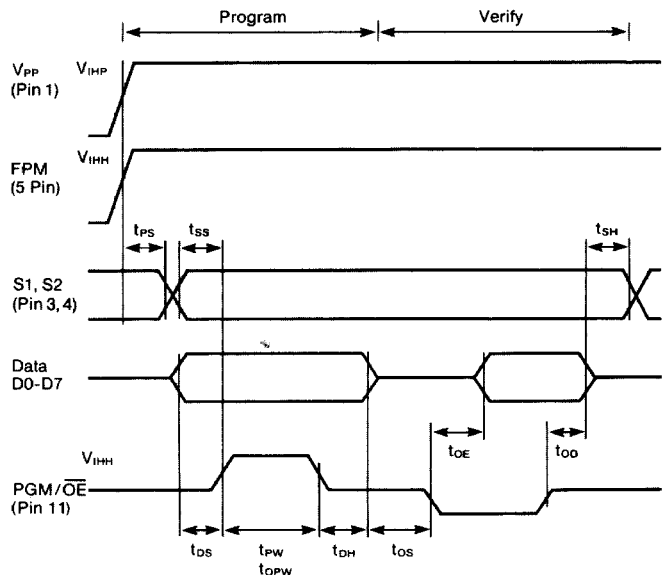 Program Verify
VPP VIHP
(Pin 1)
FPM VIHH
(5 Pin)
tPS tSS tSH
S1, S2
(Pin 3, 4)
Data
D0-D7
tOE tOD
VIHH
PGM/OE
(Pin 11)
tDS tPW tDH tOS
tOPW